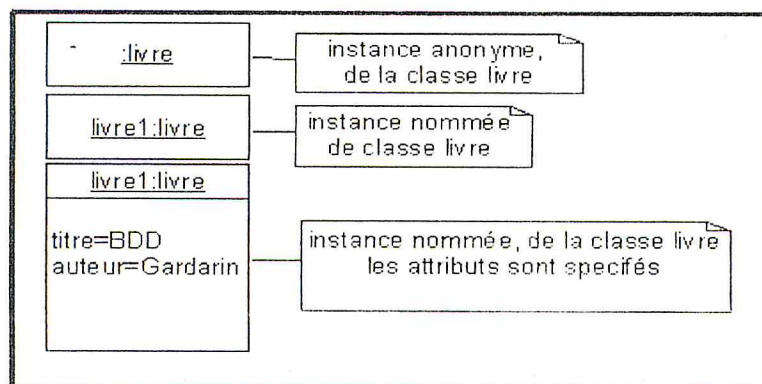 :livre
instance anonyme,
de la classe livre
livre1:livre
instance nommée
de classe livre
livre1:livre
titre=BDD
auteur=Gardarin
instance nommée, de la classe livre
les attributs sont specifés